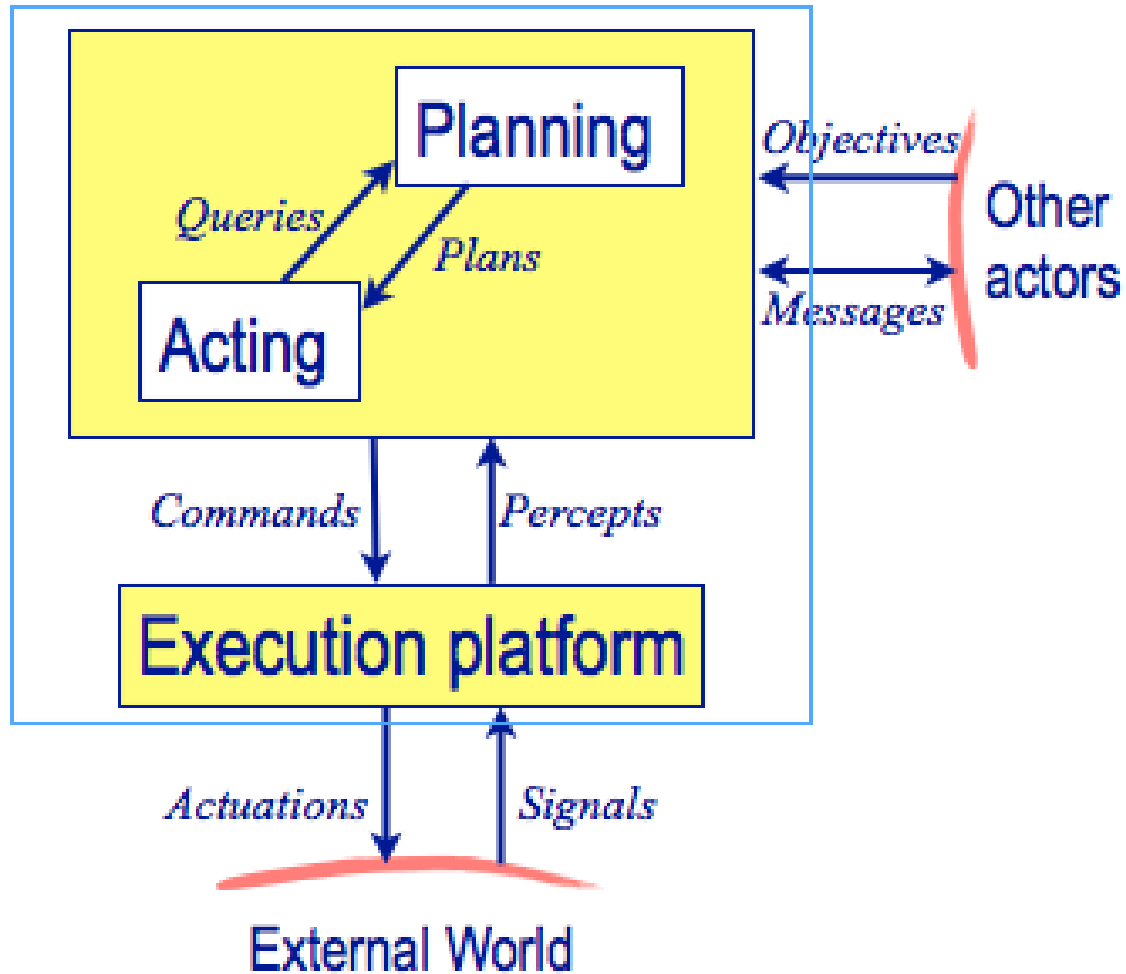 Planning
Objectives
Queries
Other
Plans
actors
Messages
Acting
Commands
Percepts
Execution platform
Actuations
Signals
External World